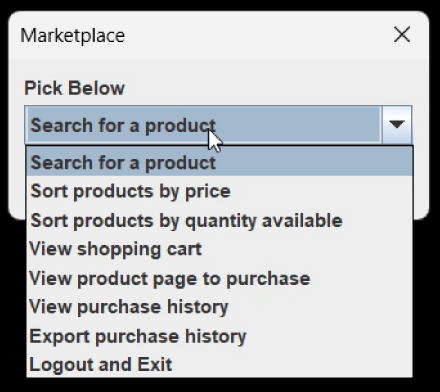 Marketplace
Pick Below
Search for a product
Search for a product
Sort products by price
Sort products by quantity available
View shopping cart
View product page to purchase
View purchase history
Export purchase history
Logout and Exit